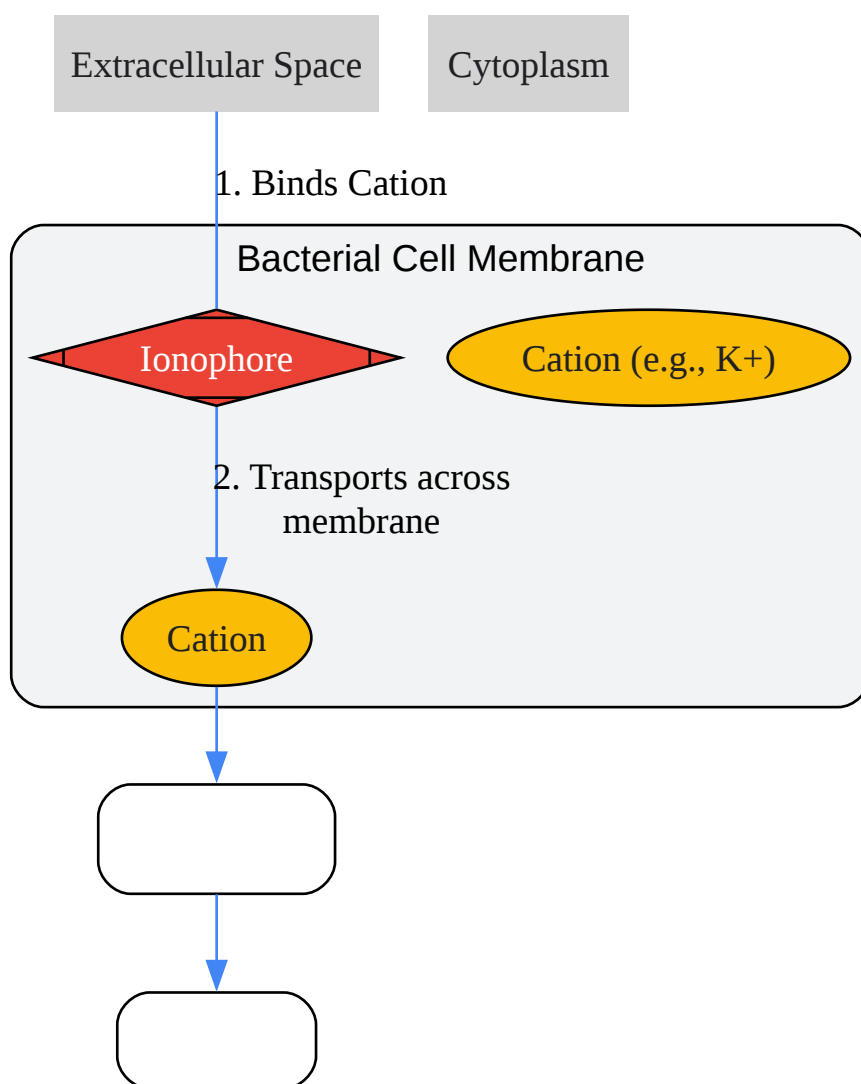 Extracellular Space
Cytoplasm
1. Binds Cation
Bacterial Cell Membrane
Ionophore
Cation (e.g., K+)
2. Transports across
membrane
Cation